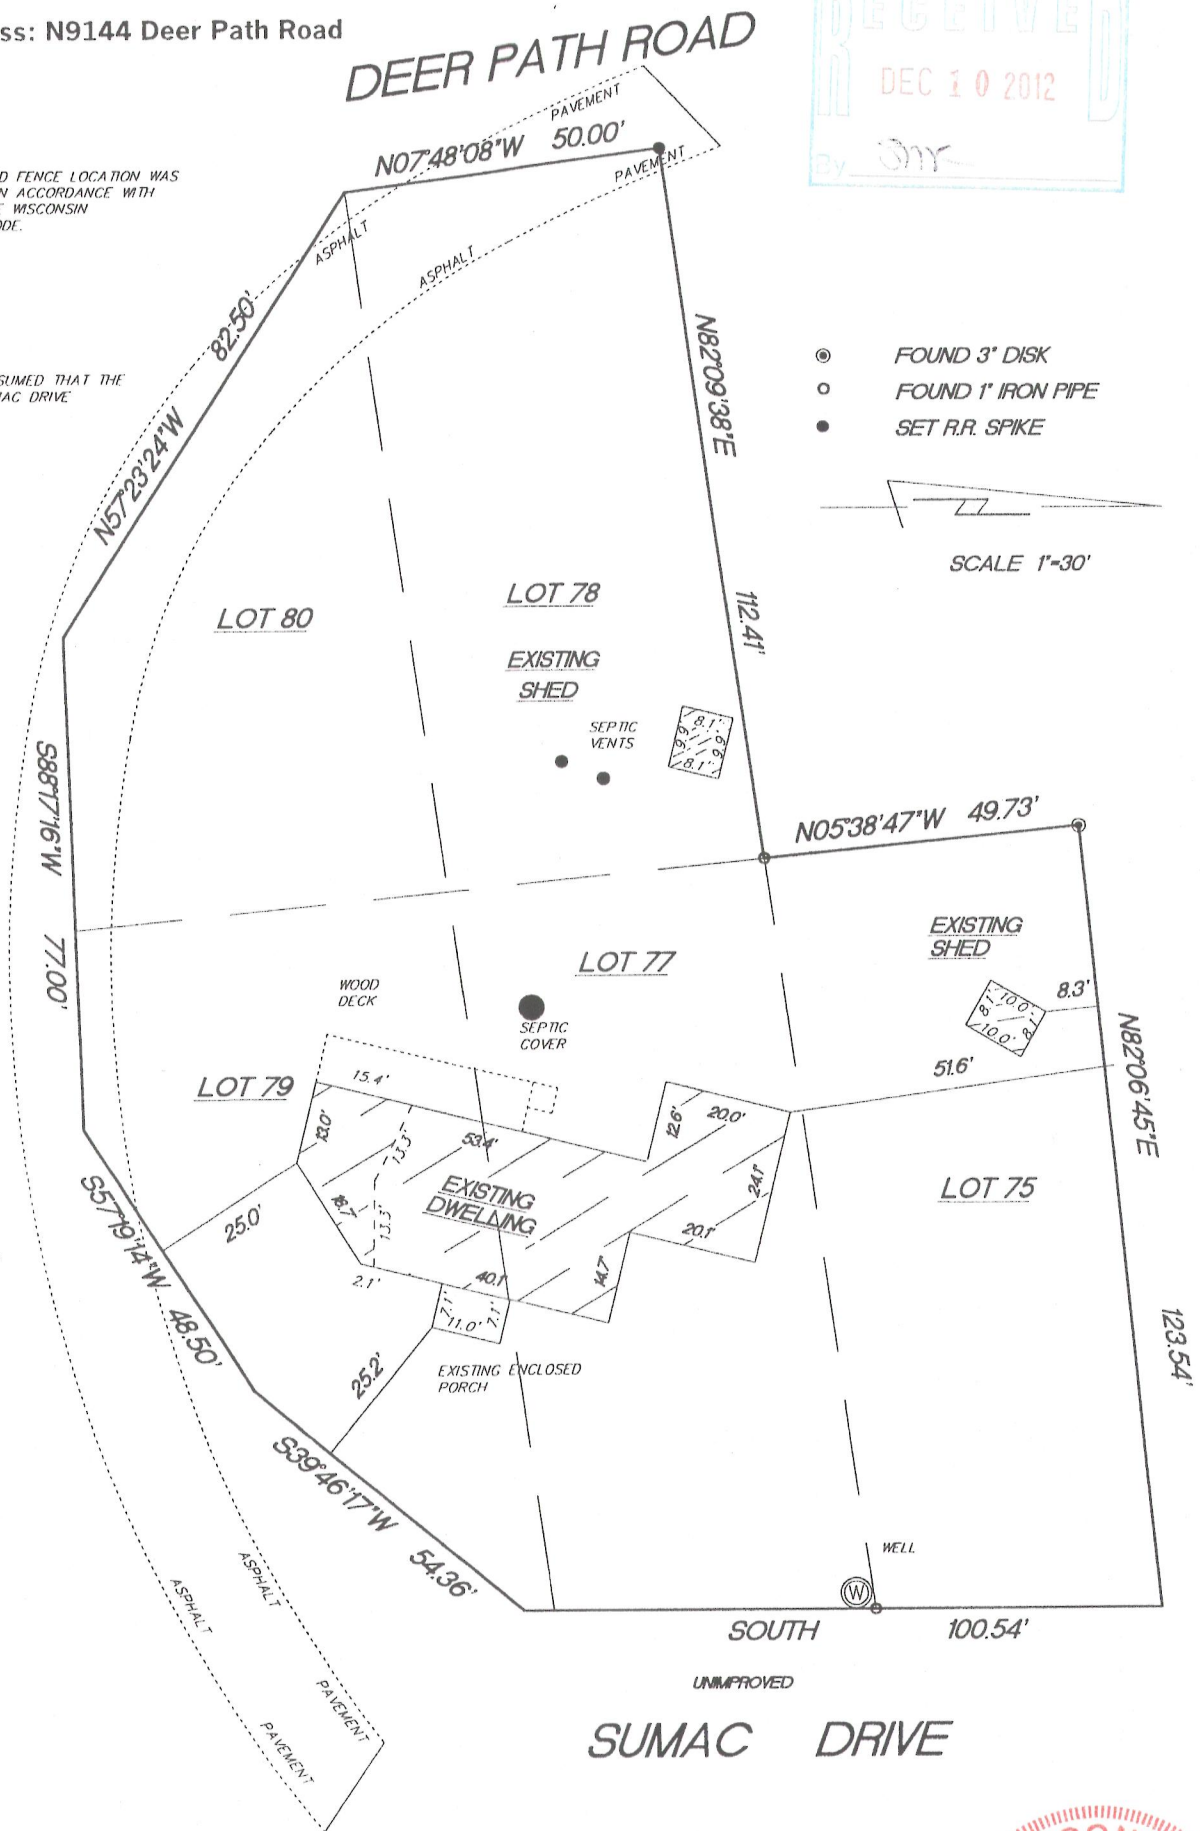 ss: N9144 Deer Path Road
RECEIVED
DEC 10 2012
By
DEER PATH ROAD
PAVEMENT
N07°48'08"W 50.00'
PAVEMENT
D FENCE LOCATION WAS
N ACCORDANCE WITH
E WISCONSIN
ODE.
ASPHALT
ASPHALT
82.50'
N57°23'24"W
SUMED THAT THE
MAC DRIVE
N82°09'38"E
112.41'
FOUND 3" DISK
FOUND 1" IRON PIPE
SET R.R. SPIKE
SCALE 1"=30'
LOT 80
LOT 78
EXISTING
SHED
SEPTIC
VENTS
8.1'
9.9'
9.9'
8.1'
S88°17'16"W
77.00'
N05°38'47"W 49.73'
EXISTING
SHED
LOT 77
WOOD
DECK
SEPTIC
COVER
10.0'
8.1'
8.1'
10.0'
8.3'
51.6'
N82°06'45"E
123.54'
LOT 79
15.4'
13.0'
13.3'
53.4'
12.6'
20.0'
EXISTING
DWELLING
24.1'
LOT 75
16.7'
13.3'
20.1'
25.0'
2.1'
40.1'
14.7'
7.1'
11.0'
7.1'
S57°19'14"W
48.50'
25.2'
EXISTING ENCLOSED
PORCH
S39°46'17"W
54.36'
WELL
W
SOUTH 100.54'
UNIMPROVED
SUMAC DRIVE
ASPHALT
ASPHALT
PAVEMENT
PAVEMENT
CON